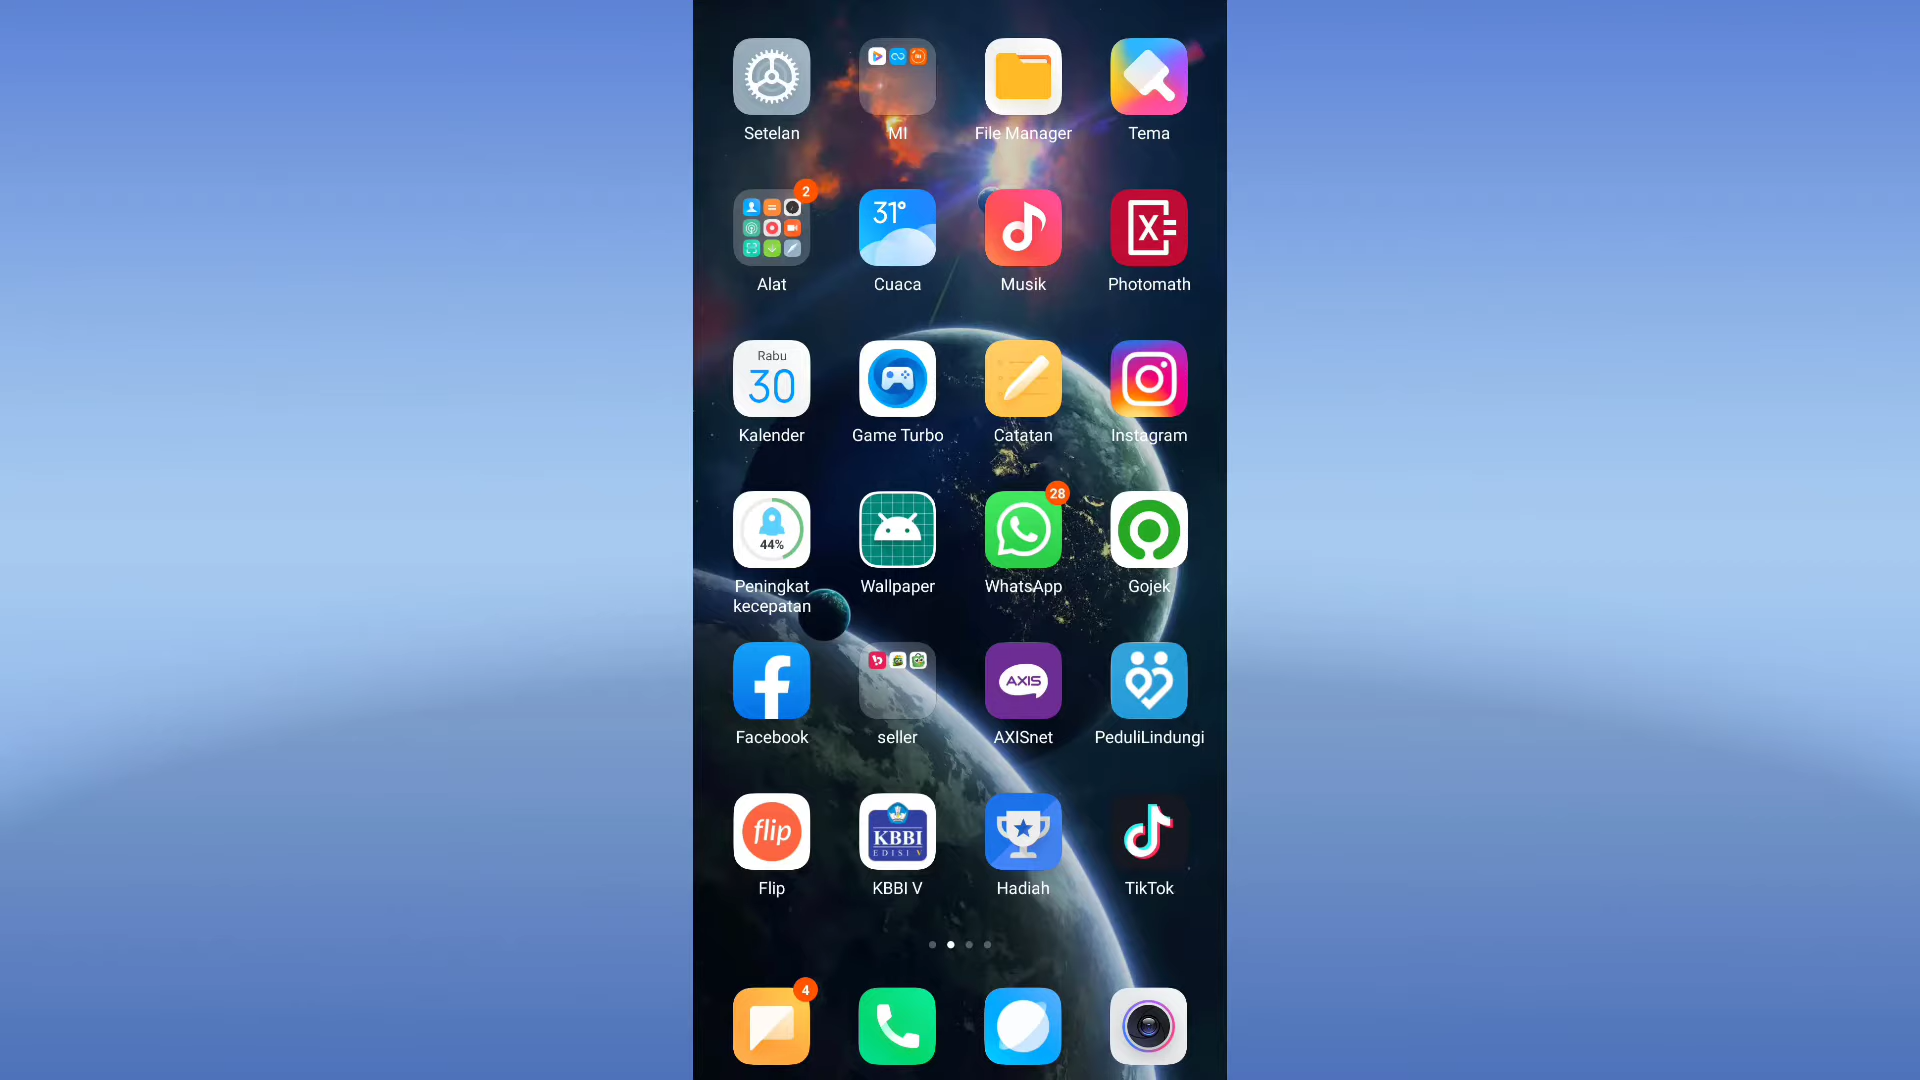 Setelan
MI
File Manager
Tema
2
31°
Alat
Cuaca
Musik
Photomath
Rabu
30
Kalender
Game Turbo
Catatan
Instagram
44%
28
Peningkat
kecepatan
Wallpaper
WhatsApp
Gojek
AXIS
Facebook
seller
AXISnet
PeduliLindungi
flip
KBBI
EDISI V
Flip
KBBI V
Hadiah
TikTok
4